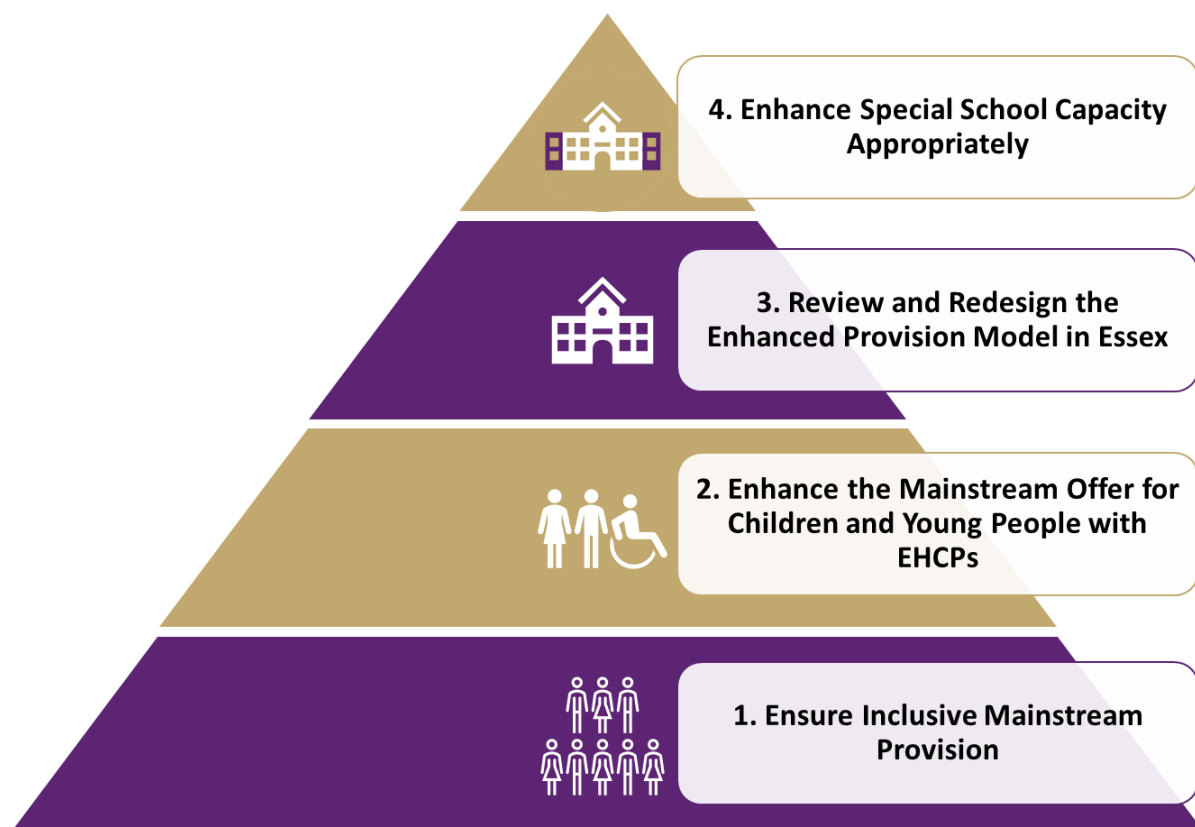 4. Enhance Special School Capacity
Appropriately
3. Review and Redesign the
Enhanced Provision Model in Essex
2. Enhance the Mainstream Offer for
Children and Young People with
EHCPs
1. Ensure Inclusive Mainstream
Provision